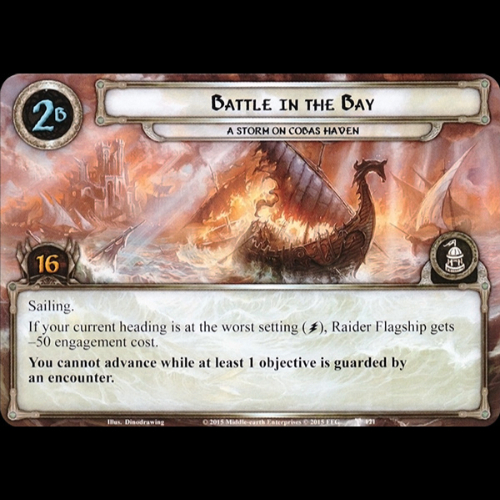 2B
BATTLE IN THE BAY
A STORM ON COBAS HAVEN
16
Sailing.
If your current heading is at the worst setting ( ), Raider Flagship gets
–50 engagement cost.
You cannot advance while at least 1 objective is guarded by
an encounter.
Illus. Dinodrawing © 2015 Middle-earth Enterprises © 2015 FFG